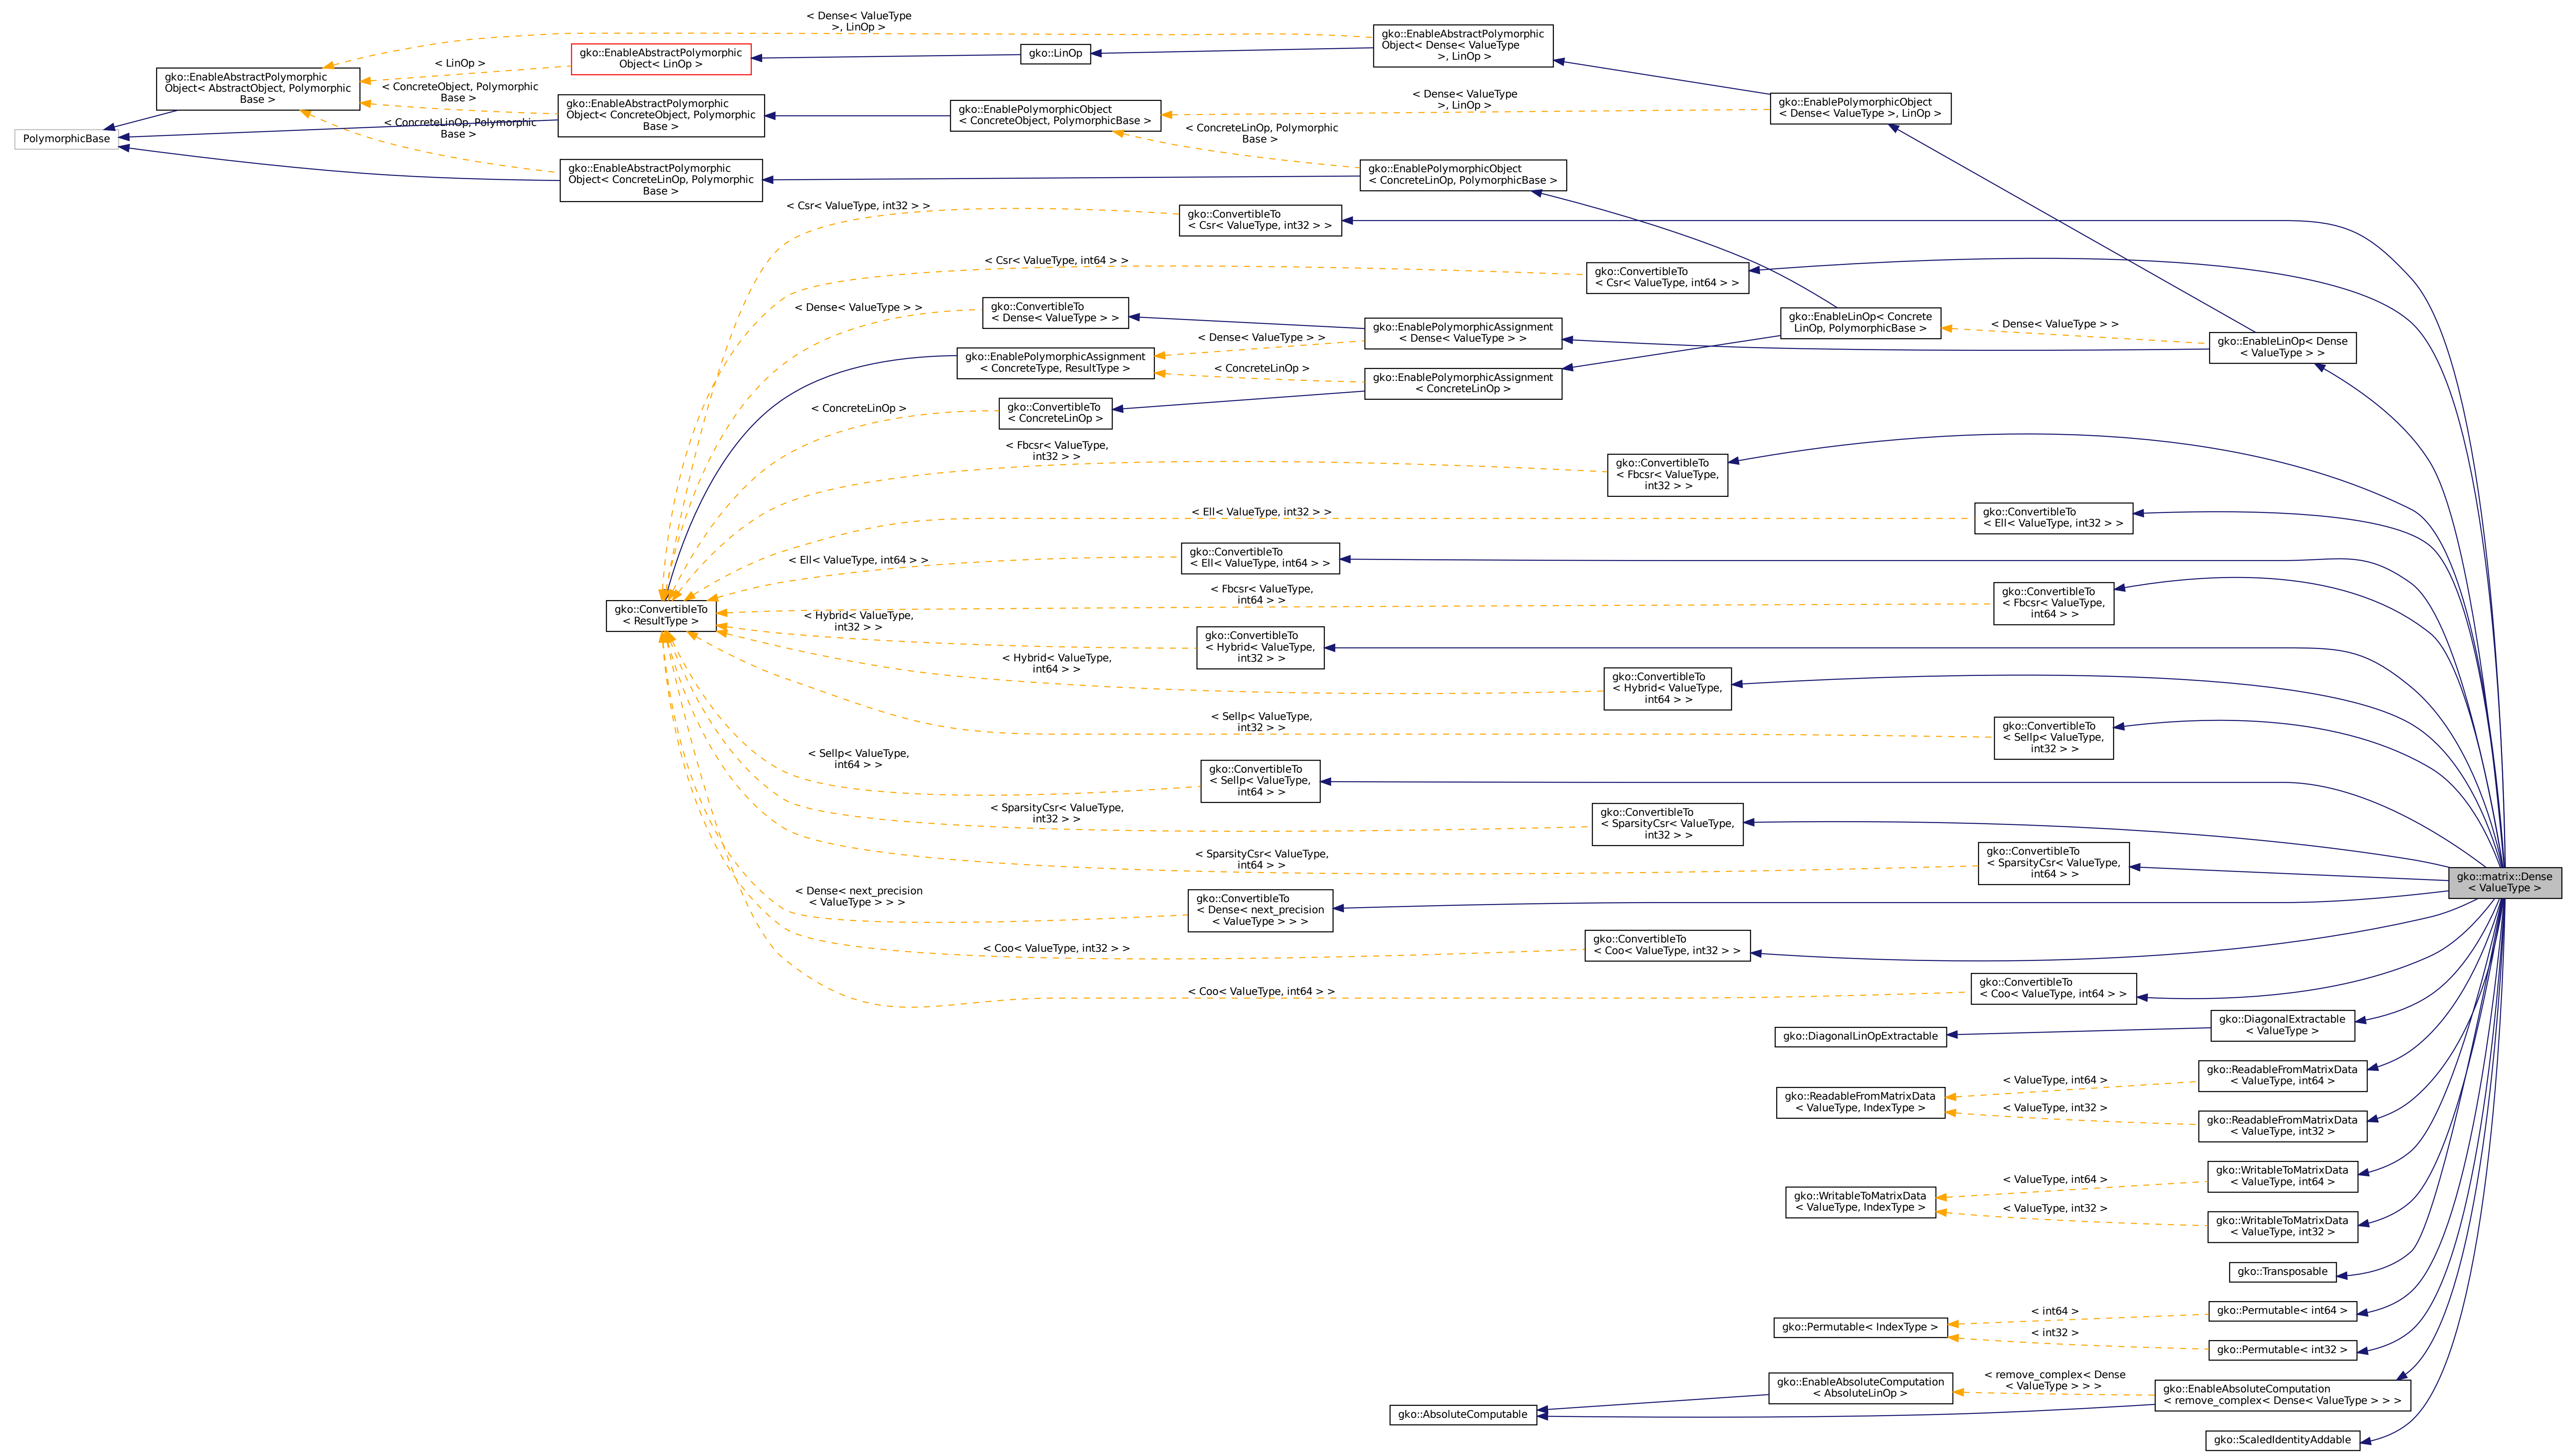 < Dense< ValueType
>, LinOp >
gko::EnableAbstractPolymorphic
Object< Dense< ValueType
>, LinOp >
gko::EnableAbstractPolymorphic
Object< LinOp >
gko::LinOp
< LinOp >
gko::EnableAbstractPolymorphic
Object< AbstractObject, Polymorphic
Base >
< ConcreteObject, Polymorphic
Base >
gko::EnableAbstractPolymorphic
Object< ConcreteObject, Polymorphic
Base >
gko::EnablePolymorphicObject
< ConcreteObject, PolymorphicBase >
< Dense< ValueType
>, LinOp >
gko::EnablePolymorphicObject
< Dense< ValueType >, LinOp >
PolymorphicBase
< ConcreteLinOp, Polymorphic
Base >
< ConcreteLinOp, Polymorphic
Base >
gko::EnableAbstractPolymorphic
Object< ConcreteLinOp, Polymorphic
Base >
gko::EnablePolymorphicObject
< ConcreteLinOp, PolymorphicBase >
< Csr< ValueType, int32 > >
gko::ConvertibleTo
< Csr< ValueType, int32 > >
< Csr< ValueType, int64 > >
gko::ConvertibleTo
< Csr< ValueType, int64 > >
< Dense< ValueType > >
gko::ConvertibleTo
< Dense< ValueType > >
gko::EnablePolymorphicAssignment
< Dense< ValueType > >
gko::EnableLinOp< Concrete
LinOp, PolymorphicBase >
< Dense< ValueType > >
gko::EnableLinOp< Dense
< ValueType > >
< Dense< ValueType > >
gko::EnablePolymorphicAssignment
< ConcreteType, ResultType >
< ConcreteLinOp >
gko::EnablePolymorphicAssignment
< ConcreteLinOp >
< ConcreteLinOp >
gko::ConvertibleTo
< ConcreteLinOp >
< Fbcsr< ValueType,
int32 > >
gko::ConvertibleTo
< Fbcsr< ValueType,
int32 > >
< Ell< ValueType, int32 > >
gko::ConvertibleTo
< Ell< ValueType, int32 > >
< Ell< ValueType, int64 > >
gko::ConvertibleTo
< Ell< ValueType, int64 > >
gko::ConvertibleTo
< ResultType >
< Fbcsr< ValueType,
int64 > >
gko::ConvertibleTo
< Fbcsr< ValueType,
int64 > >
< Hybrid< ValueType,
int32 > >
gko::ConvertibleTo
< Hybrid< ValueType,
int32 > >
< Hybrid< ValueType,
int64 > >
gko::ConvertibleTo
< Hybrid< ValueType,
int64 > >
< Sellp< ValueType,
int32 > >
gko::ConvertibleTo
< Sellp< ValueType,
int32 > >
< Sellp< ValueType,
int64 > >
gko::ConvertibleTo
< Sellp< ValueType,
int64 > >
< SparsityCsr< ValueType,
int32 > >
gko::ConvertibleTo
< SparsityCsr< ValueType,
int32 > >
< SparsityCsr< ValueType,
int64 > >
gko::ConvertibleTo
< SparsityCsr< ValueType,
int64 > >
gko::matrix::Dense
< ValueType >
< Dense< next_precision
< ValueType > > >
gko::ConvertibleTo
< Dense< next_precision
< ValueType > > >
< Coo< ValueType, int32 > >
gko::ConvertibleTo
< Coo< ValueType, int32 > >
< Coo< ValueType, int64 > >
gko::ConvertibleTo
< Coo< ValueType, int64 > >
gko::DiagonalLinOpExtractable
gko::DiagonalExtractable
< ValueType >
gko::ReadableFromMatrixData
< ValueType, IndexType >
< ValueType, int64 >
gko::ReadableFromMatrixData
< ValueType, int64 >
< ValueType, int32 >
gko::ReadableFromMatrixData
< ValueType, int32 >
gko::WritableToMatrixData
< ValueType, IndexType >
< ValueType, int64 >
gko::WritableToMatrixData
< ValueType, int64 >
< ValueType, int32 >
gko::WritableToMatrixData
< ValueType, int32 >
gko::Transposable
gko::Permutable< IndexType >
< int64 >
gko::Permutable< int64 >
< int32 >
gko::Permutable< int32 >
gko::AbsoluteComputable
gko::EnableAbsoluteComputation
< AbsoluteLinOp >
< remove_complex< Dense
< ValueType > > >
gko::EnableAbsoluteComputation
< remove_complex< Dense< ValueType > > >
gko::ScaledIdentityAddable